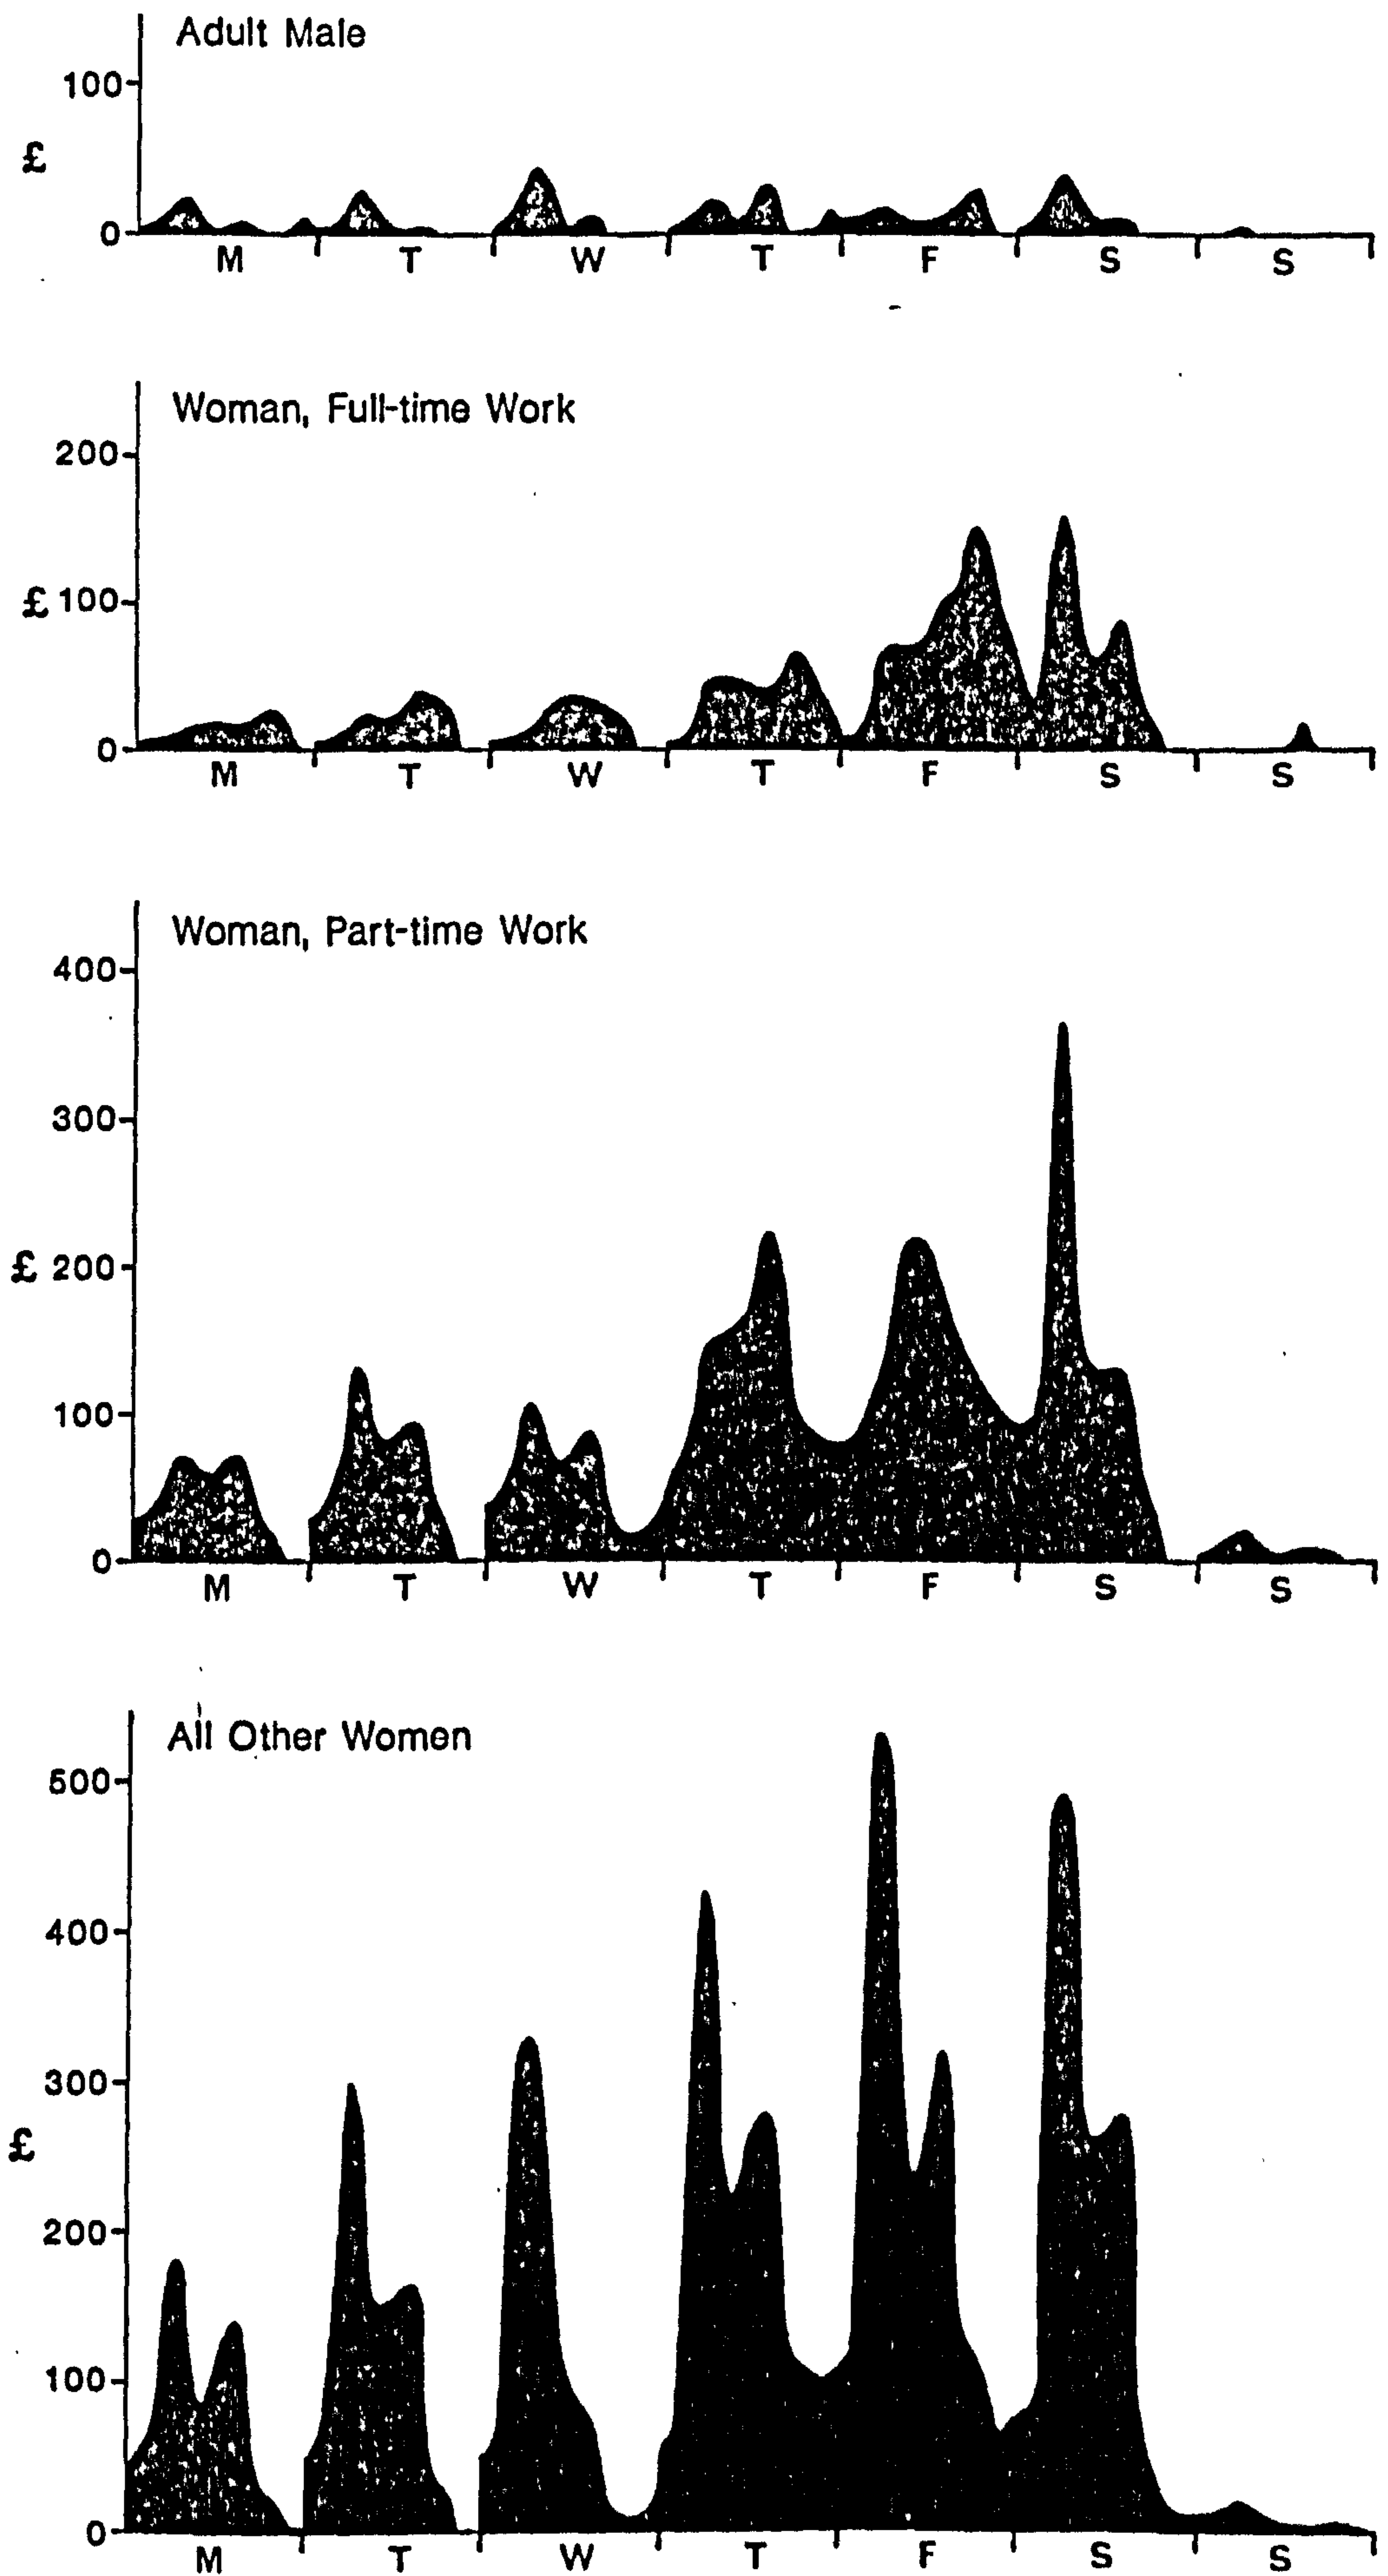 Adult Male
100
£
0
M T W T F S S
Woman, Full-time Work
200
£ 100
0
M T W T F S S
Woman, Part-time Work
400
300
£ 200
100
0
M T W T F S S
All Other Women
500
400
300
£
200
100
0
M T W T F S S